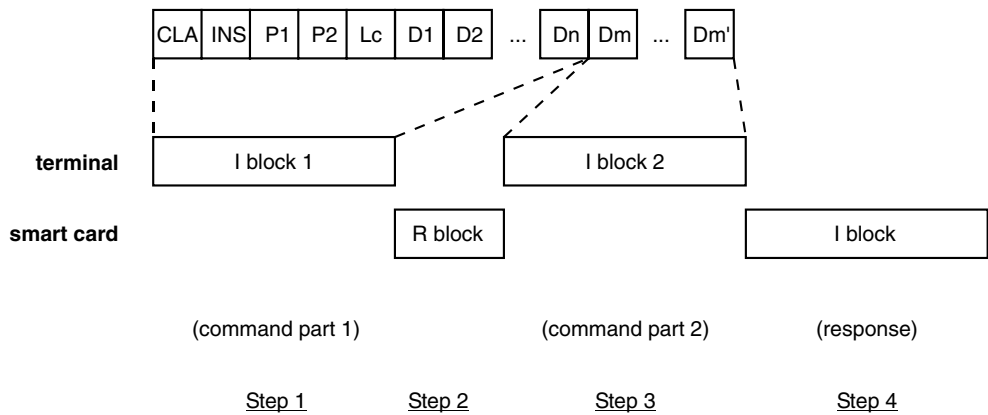 CLA INS P1 P2 Lc D1 D2 ... Dn Dm ... Dm'
terminal I block 1 I block 2
smart card R block I block
(command part 1) (command part 2) (response)
Step 1 Step 2 Step 3 Step 4